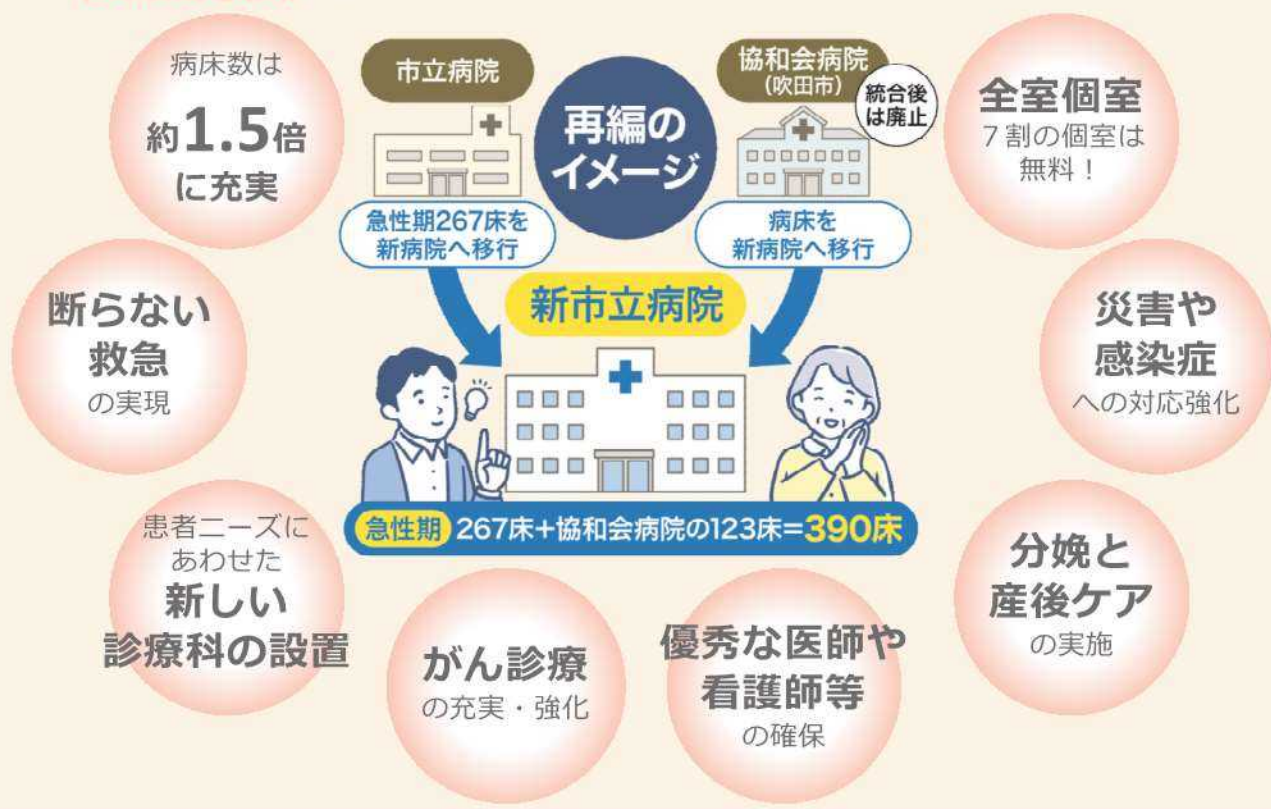 病床数は
約1.5倍
に充実
市立病院
再編の
イメージ
協和会病院
(吹田市)
統合後
は廃止
全室個室
7割の個室は
無料！
急性期267床を
新病院へ移行
病床を
新病院へ移行
新市立病院
断らない
救急
の実現
災害や
感染症
への対応強化
急性期 267床+協和会病院の123床=390床
患者ニーズに
あわせた
新しい
診療科の設置
がん診療
の充実・強化
優秀な医師や
看護師等
の確保
分娩と
産後ケア
の実施